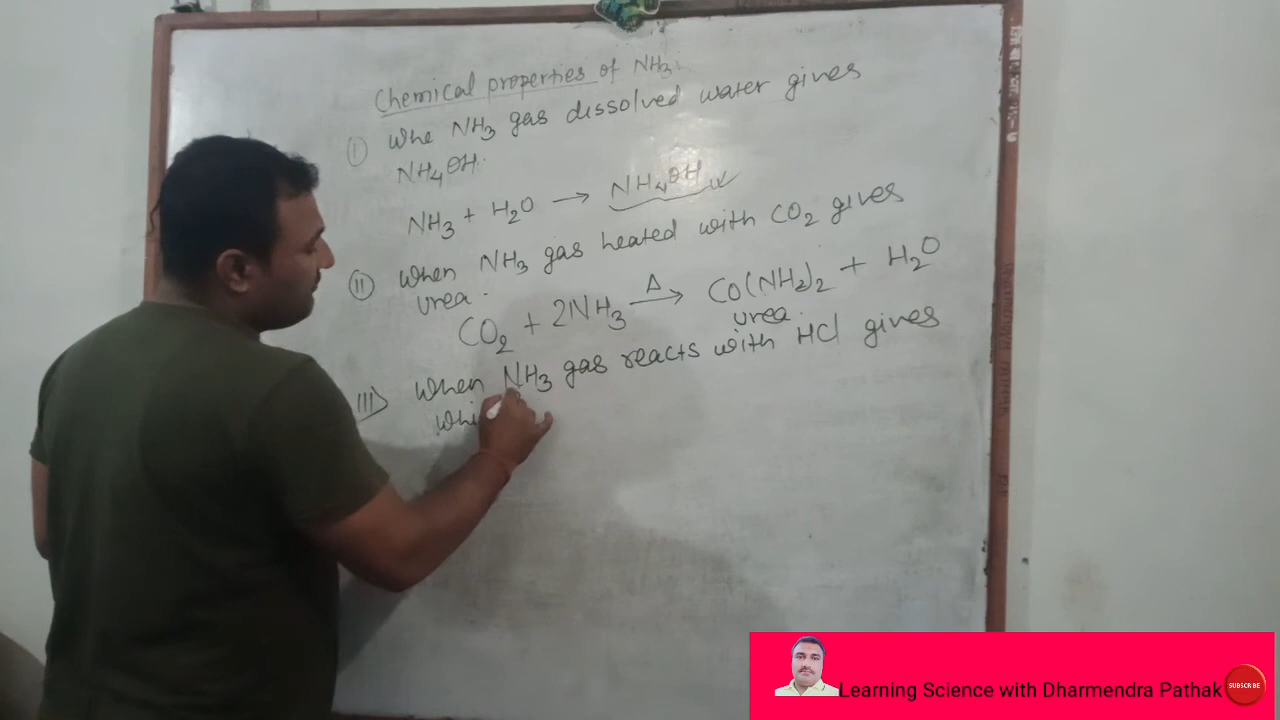 Chemical properties of NH3.
I Whe NH3 gas dissolved water gives
NH4OH.
NH3 + H2O → NH4OH
II When NH3 gas heated with CO2 gives
urea.
CO2 + 2NH3 Δ→ Co(NH2)2 + H2O
urea.
III When NH3 gas reacts with HCl gives
whi
Learning Science with Dharmendra Pathak
SUBSCRIBE